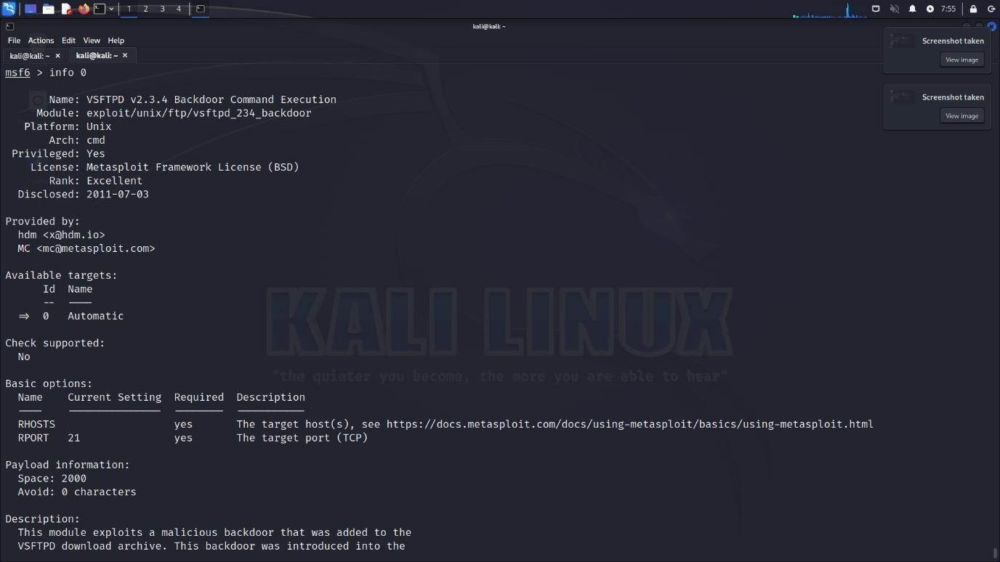 1 2 3 4 7:55
kali@kali: ~
File Actions Edit View Help
kali@kali: ~ × kali@kali: ~ ×
Screenshot taken
View image
Screenshot taken
View image
msf6 > info 0
Name: VSFTPD v2.3.4 Backdoor Command Execution
Module: exploit/unix/ftp/vsftpd_234_backdoor
Platform: Unix
Arch: cmd
Privileged: Yes
License: Metasploit Framework License (BSD)
Rank: Excellent
Disclosed: 2011-07-03
Provided by:
hdm <x@hdm.io>
MC <mc@metasploit.com>
Available targets:
Id Name
-- ----
=> 0 Automatic
Check supported:
No
Basic options:
Name Current Setting Required Description
---- --------------- -------- -----------
RHOSTS yes The target host(s), see https://docs.metasploit.com/docs/using-metasploit/basics/using-metasploit.html
RPORT 21 yes The target port (TCP)
Payload information:
Space: 2000
Avoid: 0 characters
Description:
This module exploits a malicious backdoor that was added to the
VSFTPD download archive. This backdoor was introduced into the
KALI LINUX
"the quieter you become, the more you are able to hear"